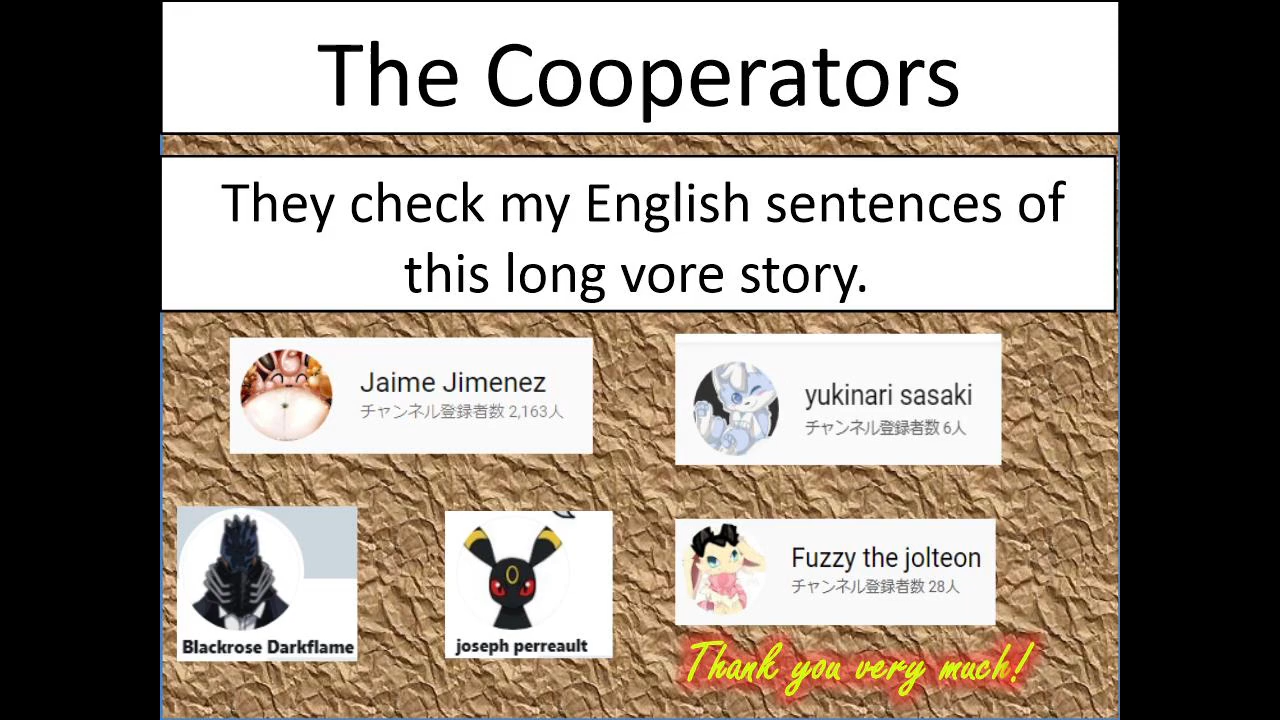 The Cooperators
They check my English sentences of
this long vore story.
Jaime Jimenez
チャンネル登録者数 2,163人
yukinari sasaki
チャンネル登録者数 6人
Blackrose Darkflame
joseph perreault
Fuzzy the jolteon
チャンネル登録者数 28人
Thank you very much!